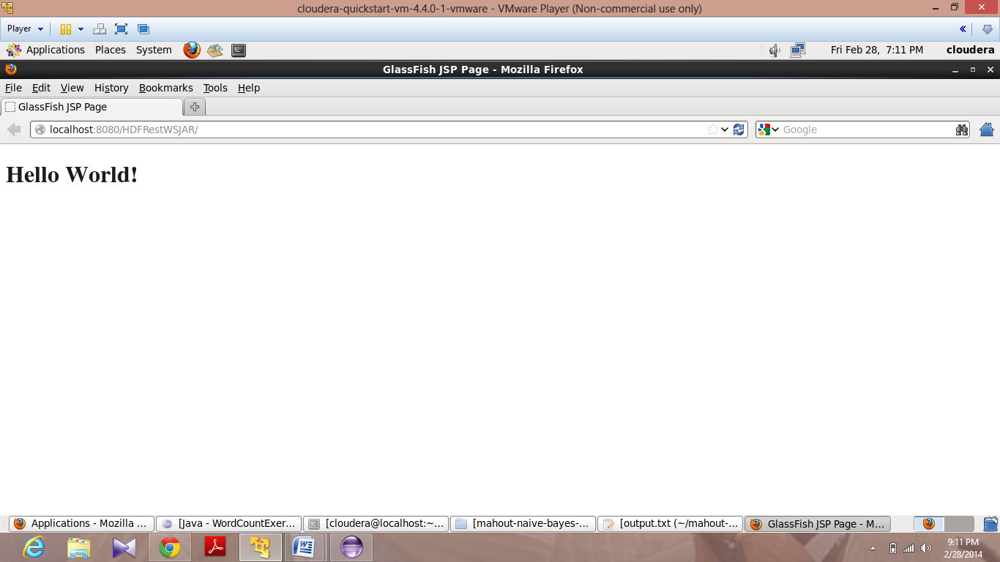 cloudera-quickstart-vm-4.4.0-1-vmware - VMware Player (Non-commercial use only)
Player
Applications Places System Fri Feb 28, 7:11 PM cloudera
GlassFish JSP Page - Mozilla Firefox
File Edit View History Bookmarks Tools Help
GlassFish JSP Page
localhost:8080/HDFRestWSJAR/ Google
Hello World!
Applications - Mozilla ... [Java - WordCountExer... [cloudera@localhost:~... [mahout-naive-bayes-... [output.txt (~/mahout-... GlassFish JSP Page - M...
9:11 PM
2/28/2014